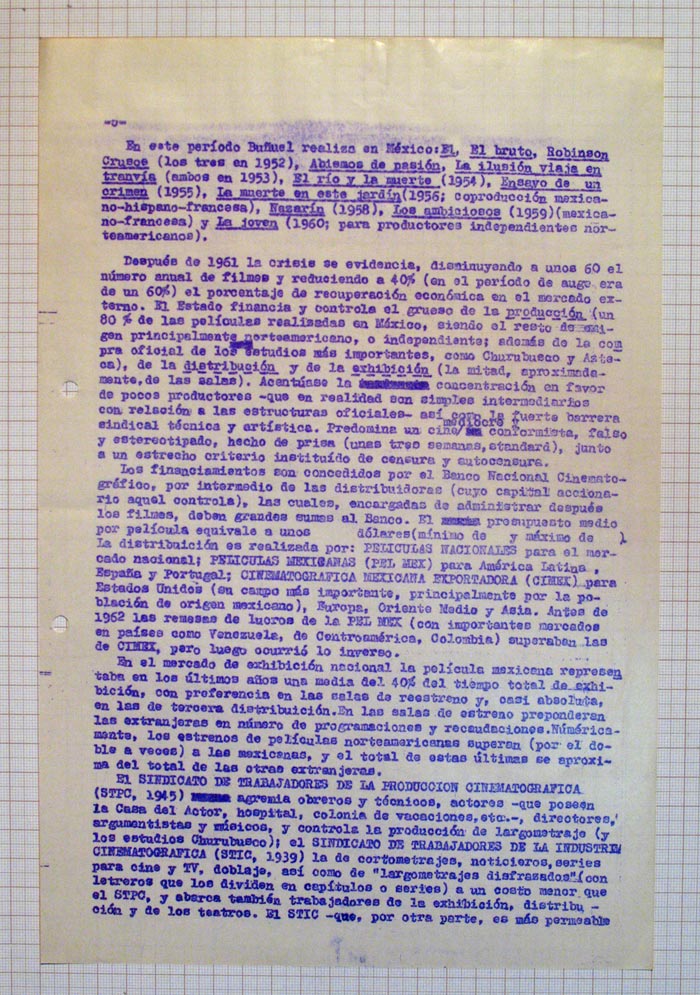 En este período Buñuel realiza en México: El, El bruto, Robinson
Crusoe (los tres en 1952), Abismos de pasión, La ilusión viaja en
tranvía (ambos en 1953), El río y la muerte (1954), Ensayo de un
crimen (1955), La muerte en este jardín (1956; coproducción mexica-
no-hispano-francesa), Nazarín (1958), Los ambiciosos (1959)(mexica-
no-francesa) y La joven (1960; para productores independientes nor-
teamericanos).
Después de 1961 la crisis se evidencia, disminuyendo a unos 60 el
número anual de filmes y reduciendo a 40% (en el período de auge era
de un 60%) el porcentaje de recuperación económica en el mercado ex-
terno. El Estado financia y controla el grueso de la producción (un
80 % de las películas realizadas en México, siendo el resto de ori-
gen principalmente norteamericano, o independiente; además de la com
pra oficial de los estudios más importantes, como Churubusco y Azte-
ca), de la distribución y de la exhibición (la mitad, aproximada-
mente, de las salas). Acentúase la concentración en favor
de pocos productores -que en realidad son simples intermediarios
con relación a las estructuras oficiales- así como la fuerte barrera
sindical técnica y artística. Predomina un cine mediocre y conformista, falso
y estereotipado, hecho de prisa (unas tres semanas, standard), junto
a un estrecho criterio instituído de censura y autocensura.
Los financiamientos son concedidos por el Banco Nacional Cinemato-
gráfico, por intermedio de las distribuidoras (cuyo capital acciona-
rio aquel controla), las cuales, encargadas de administrar después
los filmes, deben grandes sumas al Banco. El presupuesto medio
por película equivale a unos dólares(mínimo de y máximo de ).
La distribuición es realizada por: PELICULAS NACIONALES para el mer-
cado nacional; PELICULAS MEXICANAS (PEL MEX) para América Latina ,
España y Portugal; CINEMATOGRAFICA MEXICANA EXPORTADORA (CIMEX) para
Estados Unidos (su campo más importante, principalmente por la po-
blación de origen mexicano), Europa, Oriente Medio y Asia. Antes de
1962 las remesas de lucros de la PEL MEX (con importantes mercados
en países como Venezuela, de Centroamérica, Colombia) superaban las
de CIMEX, pero luego ocurrió lo inverso.
En el mercado de exhibición nacional la película mexicana represen
taba en los últimos años una media del 40% del tiempo total de exhi-
bición, con preferencia en las salas de reestreno y, casi absoluta,
en las de tercera distribuición.En las salas de estreno preponderan
las extranjeras en número de programaciones y recaudaciones.Númérica-
mente, los estrenos de películas norteamericanas superan (por el do-
ble a veces) a las mexicanas, y el total de estas últimas se aproxi-
ma del total de las otras extranjeras.
El SINDICATO DE TRABAJADORES DE LA PRODUCCION CINEMATOGRAFICA
(STPC, 1945) agremia obreros y técnicos, actores -que poseen
la Casa del Actor, hospital, colonia de vacaciones, etc.-, directores,
argumentistas y músicos, y controla la producción de largometraje (y
los estudios Churubusco); el SINDICATO DE TRABAJADORES DE LA INDUSTRIA
CINEMATOGRAFICA (STIC, 1939) la de cortometrajes, noticieros, series
para cine y TV, doblaje, así como de "largometrajes disfrazados"(con
letreros que los dividen en capítulos o series) a un costo menor que
el STPC, y abarca también trabajadores de la exhibición, distribu -
ción y de los teatros. El STIC -que, por otra parte, es más permeable